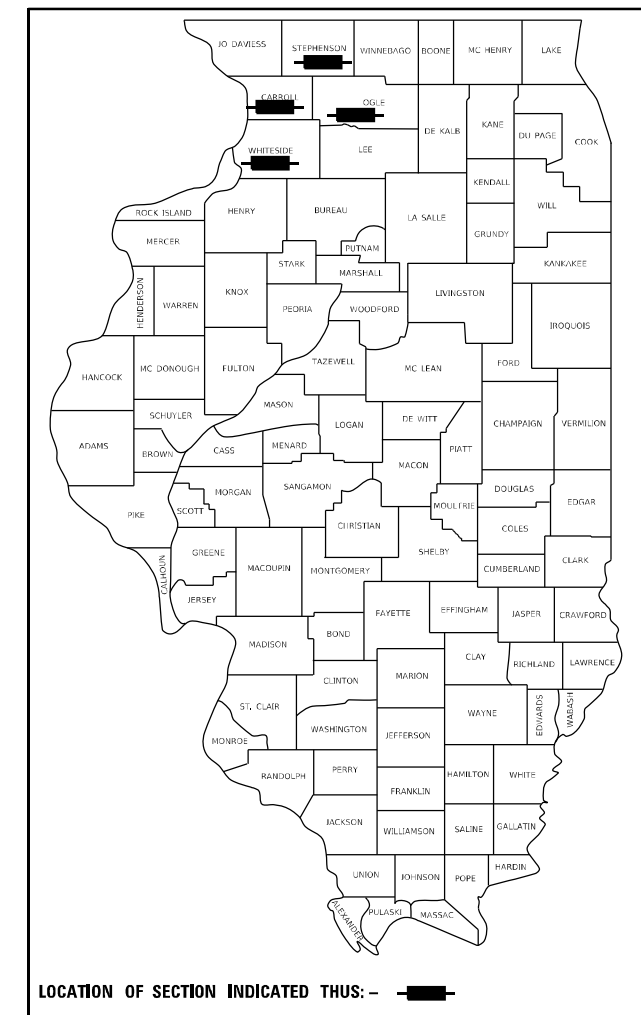 JO DAVIESS STEPHENSON WINNEBAGO BOONE MC HENRY LAKE
CARROLL OGLE DE KALB KANE DU PAGE COOK
WHITESIDE LEE
KENDALL WILL
ROCK ISLAND HENRY BUREAU LA SALLE GRUNDY
MERCER PUTNAM
STARK MARSHALL KANKAKEE
HENDERSON WARREN KNOX PEORIA WOODFORD LIVINGSTON IROQUOIS
HANCOCK MC DONOUGH FULTON TAZEWELL MC LEAN FORD
SCHUYLER MASON LOGAN DE WITT CHAMPAIGN VERMILION
ADAMS BROWN CASS MENARD MACON PIATT
PIKE SCOTT MORGAN SANGAMON MOULTRIE DOUGLAS EDGAR
CHRISTIAN COLES
CALHOUN GREENE MACOUPIN MONTGOMERY SHELBY CUMBERLAND CLARK
JERSEY FAYETTE EFFINGHAM JASPER CRAWFORD
MADISON BOND CLAY RICHLAND LAWRENCE
CLINTON MARION
ST. CLAIR WAYNE EDWARDS WABASH
MONROE WASHINGTON JEFFERSON
RANDOLPH PERRY HAMILTON WHITE
FRANKLIN
JACKSON WILLIAMSON SALINE GALLATIN
UNION JOHNSON POPE HARDIN
ALEXANDER PULASKI MASSAC
LOCATION OF SECTION INDICATED THUS: –